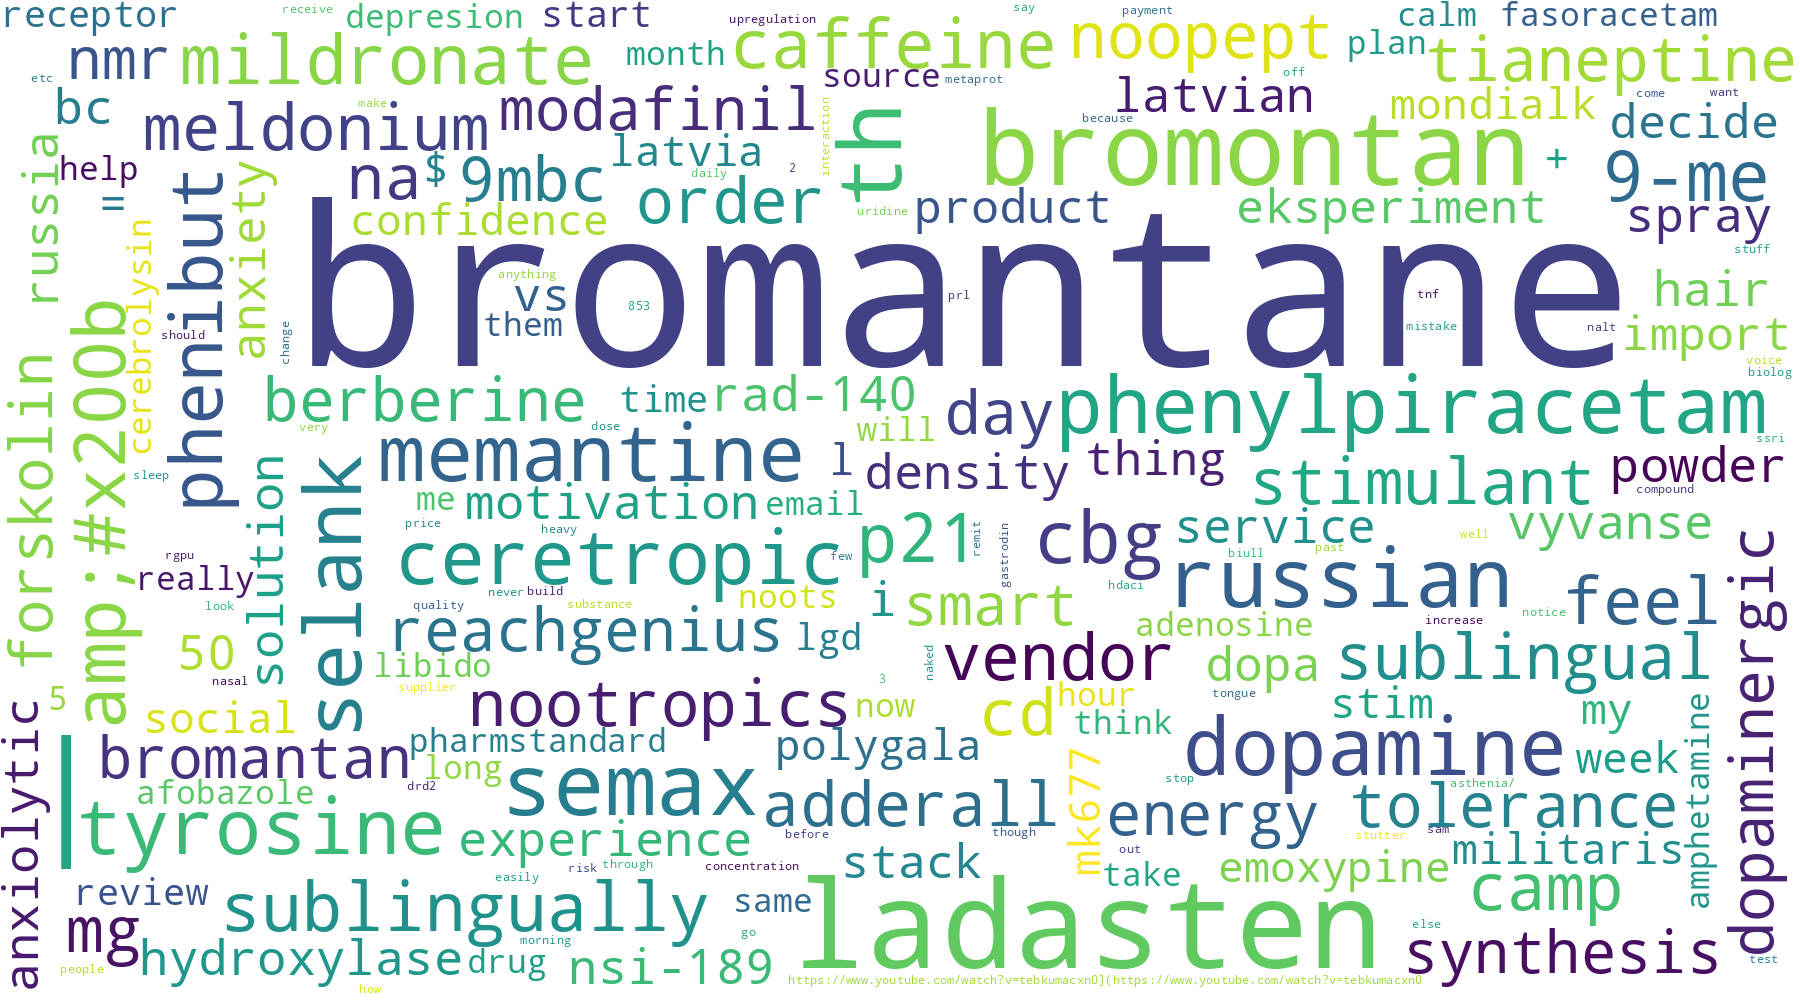 receptor
receive
depresion
start
upregulation
say
payment
calm
fasoracetam
nmr
mildronate
month
caffeine
noopept
plan
tianeptine
etc
bc
make
meldonium
modafinil
source
metaprot
off
latvian
because
mondialk
come
want
decide
russia
help
=
cerebrolysin
phenibut
anxiety
na
$
9mbc
latvia
daily
2
interaction
th
bromontan
+
9-me
confidence
order
uridine
product
eksperiment
spray
stuff
bromantane
anything
vs
them
853
prl
tnf
mistake
nalt
hair
import
voice
biolog
should
change
amp;#x200b
forskolin
berberine
very
time
dose
rad-140
will
day
phenylpiracetam
ssri
sleep
solution
selank
memantine
l
density
thing
stimulant
powder
compound
me
motivation
email
price
heavy
ceretropic
few
p21
remit
gastrodin
cbg
service
biull
past
vyvanse
well
rgpu
really
look
quality
never
build
substance
noots
i
smart
hdaci
russian
notice
increase
feel
dopaminergic
50
nasal
reachgenius
lgd
libido
supplier
3
naked
vendor
adenosine
dopa
sublingual
5
social
nootropics
now
cd
hour
think
tongue
stim
my
anxiolytic
bromantan
pharmstandard
long
drd2
polygala
mk677
stop
dopamine
week
amphetamine
asthenia/
|
afobazole
tyrosine
semax
adderall
before
though
energy
out
tolerance
stutter
sam
experience
easily
risk
through
concentration
stack
take
emoxypine
militaris
review
sublingually
same
ladasten
camp
mg
go
else
people
hydroxylase
morning
drug
nsi-189
synthesis
test
how
https://www.youtube.com/watch?v=tebkumacxn0](https://www.youtube.com/watch?v=tebkumacxn0